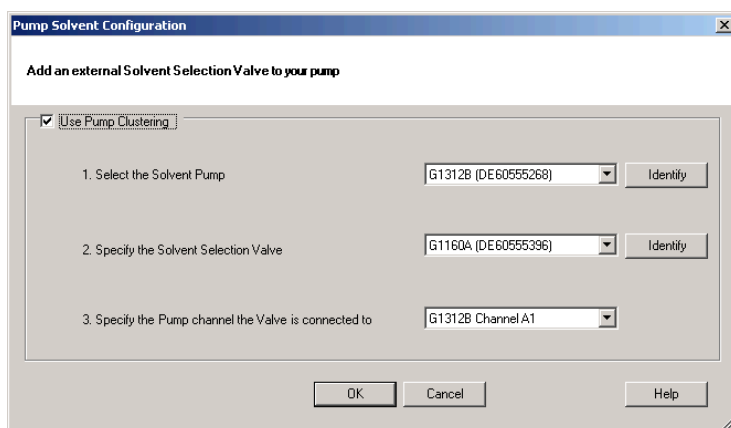 Pump Solvent Configuration
Add an external Solvent Selection Valve to your pump
Use Pump Clustering
1. Select the Solvent Pump
G1312B (DE60555268)
Identify
2. Specify the Solvent Selection Valve
G1160A (DE60555396)
Identify
3. Specify the Pump channel the Valve is connected to
G1312B Channel A1
OK
Cancel
Help